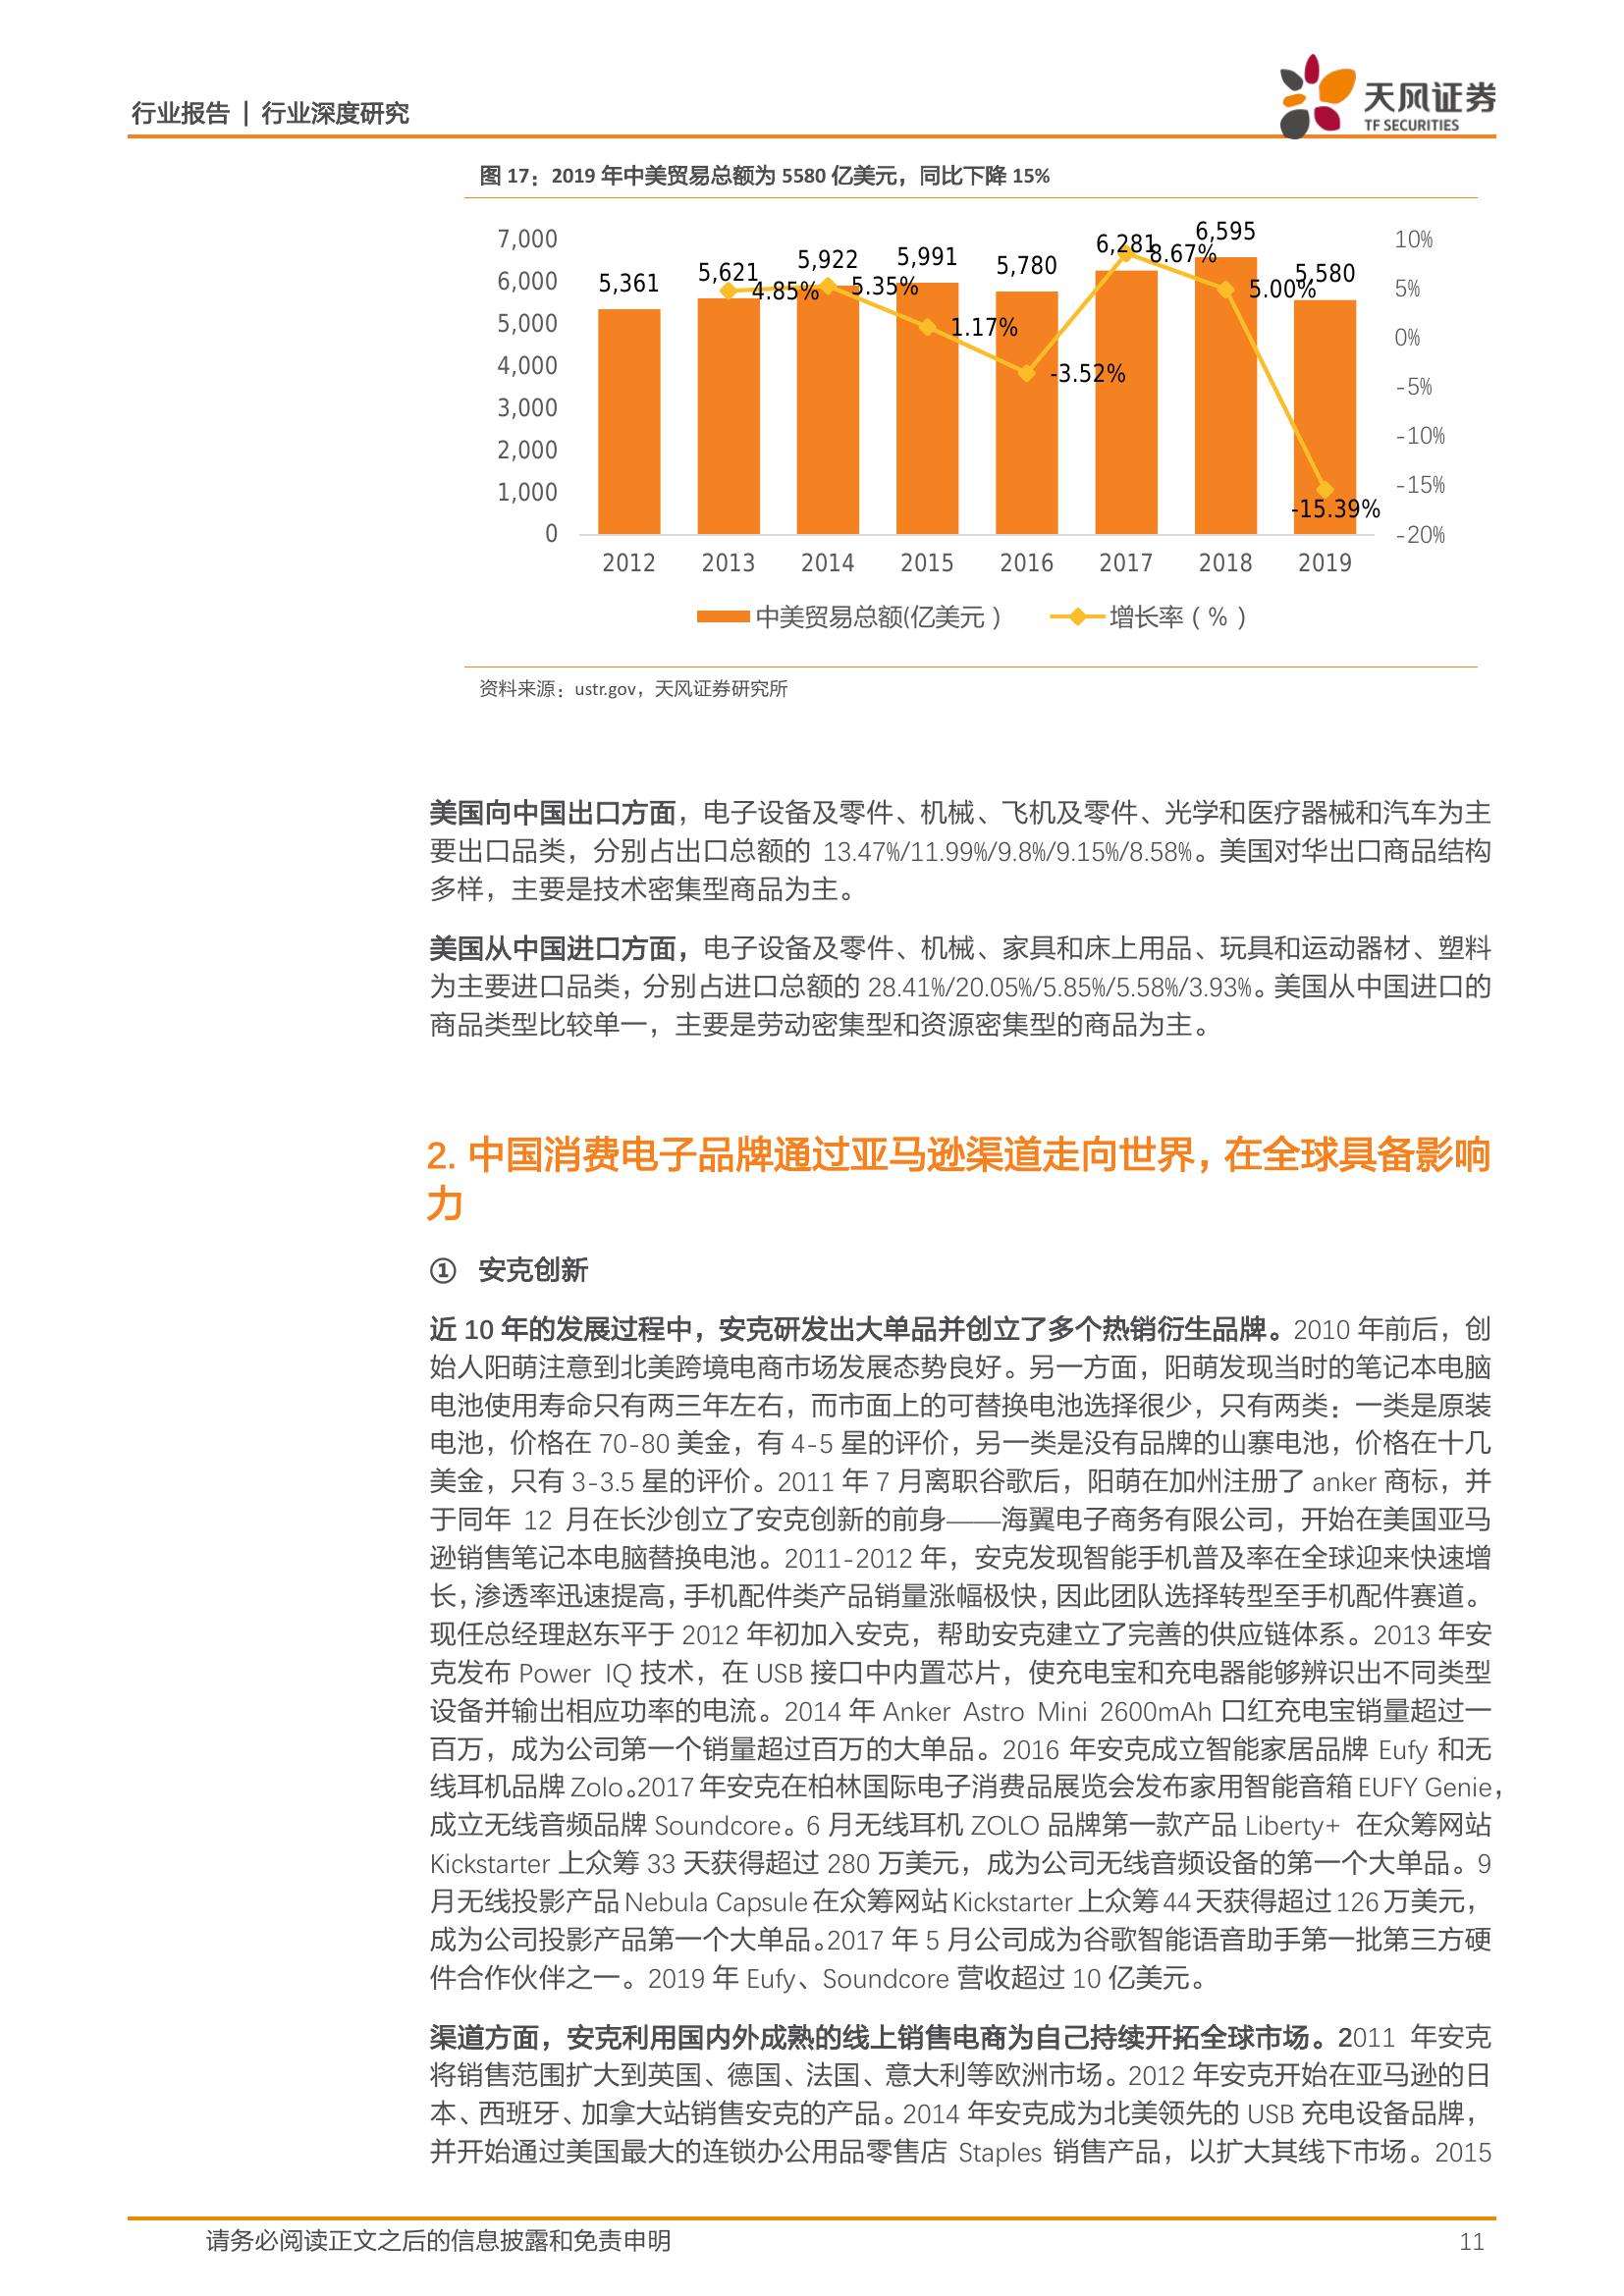 行业报告 | 行业深度研究
天风证券
TF SECURITIES
图 17：2019 年中美贸易总额为 5580 亿美元，同比下降 15%
7,000
6,000
5,000
4,000
3,000
2,000
1,000
0
5,361
5,621
5,922
5,991
5,780
6,281
6,595
5,580
4.85%
5.35%
1.17%
-3.52%
8.67%
5.00%
-15.39%
10%
5%
0%
-5%
-10%
-15%
-20%
2012 2013 2014 2015 2016 2017 2018 2019
中美贸易总额(亿美元） 增长率（%）
资料来源：ustr.gov，天风证券研究所
美国向中国出口方面，电子设备及零件、机械、飞机及零件、光学和医疗器械和汽车为主
要出口品类，分别占出口总额的 13.47%/11.99%/9.8%/9.15%/8.58%。美国对华出口商品结构
多样，主要是技术密集型商品为主。
美国从中国进口方面，电子设备及零件、机械、家具和床上用品、玩具和运动器材、塑料
为主要进口品类，分别占进口总额的 28.41%/20.05%/5.85%/5.58%/3.93%。美国从中国进口的
商品类型比较单一，主要是劳动密集型和资源密集型的商品为主。
2. 中国消费电子品牌通过亚马逊渠道走向世界，在全球具备影响
力
① 安克创新
近 10 年的发展过程中，安克研发出大单品并创立了多个热销衍生品牌。2010 年前后，创
始人阳萌注意到北美跨境电商市场发展态势良好。另一方面，阳萌发现当时的笔记本电脑
电池使用寿命只有两三年左右，而市面上的可替换电池选择很少，只有两类：一类是原装
电池，价格在 70-80 美金，有 4-5 星的评价，另一类是没有品牌的山寨电池，价格在十几
美金，只有 3-3.5 星的评价。2011 年 7 月离职谷歌后，阳萌在加州注册了 anker 商标，并
于同年 12 月在长沙创立了安克创新的前身——海翼电子商务有限公司，开始在美国亚马
逊销售笔记本电脑替换电池。2011-2012 年，安克发现智能手机普及率在全球迎来快速增
长，渗透率迅速提高，手机配件类产品销量涨幅极快，因此团队选择转型至手机配件赛道。
现任总经理赵东平于 2012 年初加入安克，帮助安克建立了完善的供应链体系。2013 年安
克发布 Power IQ 技术，在 USB 接口中内置芯片，使充电宝和充电器能够辨识出不同类型
设备并输出相应功率的电流。2014 年 Anker Astro Mini 2600mAh 口红充电宝销量超过一
百万，成为公司第一个销量超过百万的大单品。2016 年安克成立智能家居品牌 Eufy 和无
线耳机品牌 Zolo。2017 年安克在柏林国际电子消费品展览会发布家用智能音箱 EUFY Genie，
成立无线音频品牌 Soundcore。6 月无线耳机 ZOLO 品牌第一款产品 Liberty+ 在众筹网站
Kickstarter 上众筹 33 天获得超过 280 万美元，成为公司无线音频设备的第一个大单品。9
月无线投影产品 Nebula Capsule 在众筹网站 Kickstarter 上众筹 44 天获得超过 126 万美元，
成为公司投影产品第一个大单品。2017 年 5 月公司成为谷歌智能语音助手第一批第三方硬
件合作伙伴之一。2019 年 Eufy、Soundcore 营收超过 10 亿美元。
渠道方面，安克利用国内外成熟的线上销售电商为自己持续开拓全球市场。2011 年安克
将销售范围扩大到英国、德国、法国、意大利等欧洲市场。2012 年安克开始在亚马逊的日
本、西班牙、加拿大站销售安克的产品。2014 年安克成为北美领先的 USB 充电设备品牌，
并开始通过美国最大的连锁办公用品零售店 Staples 销售产品，以扩大其线下市场。2015
请务必阅读正文之后的信息披露和免责申明
11